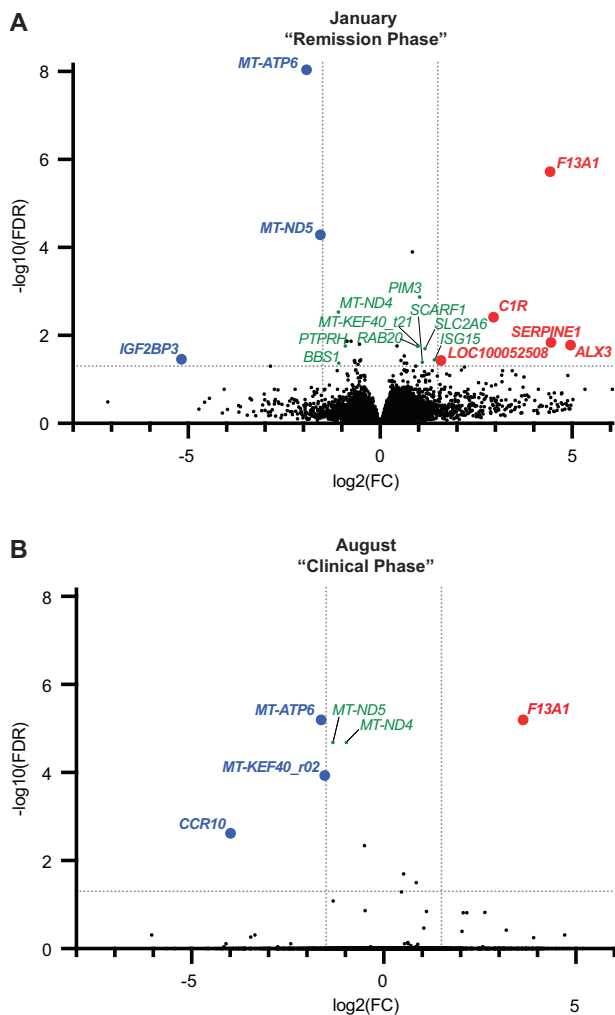 A
January
“Remission Phase”
-log10(FDR)
8
6
4
2
0
MT-ATP6
F13A1
MT-ND5
PIM3
MT-ND4
SCARF1
C1R
MT-KEF40_t21
SLC2A6
SERPINE1
PTPRH
RAB20
ISG15
IGF2BP3
BBS1
LOC100052508
ALX3
-5
0
5
log2(FC)
B
August
“Clinical Phase”
-log10(FDR)
8
6
4
2
0
MT-ATP6
MT-ND5
F13A1
MT-ND4
MT-KEF40_r02
CCR10
-5
0
5
log2(FC)